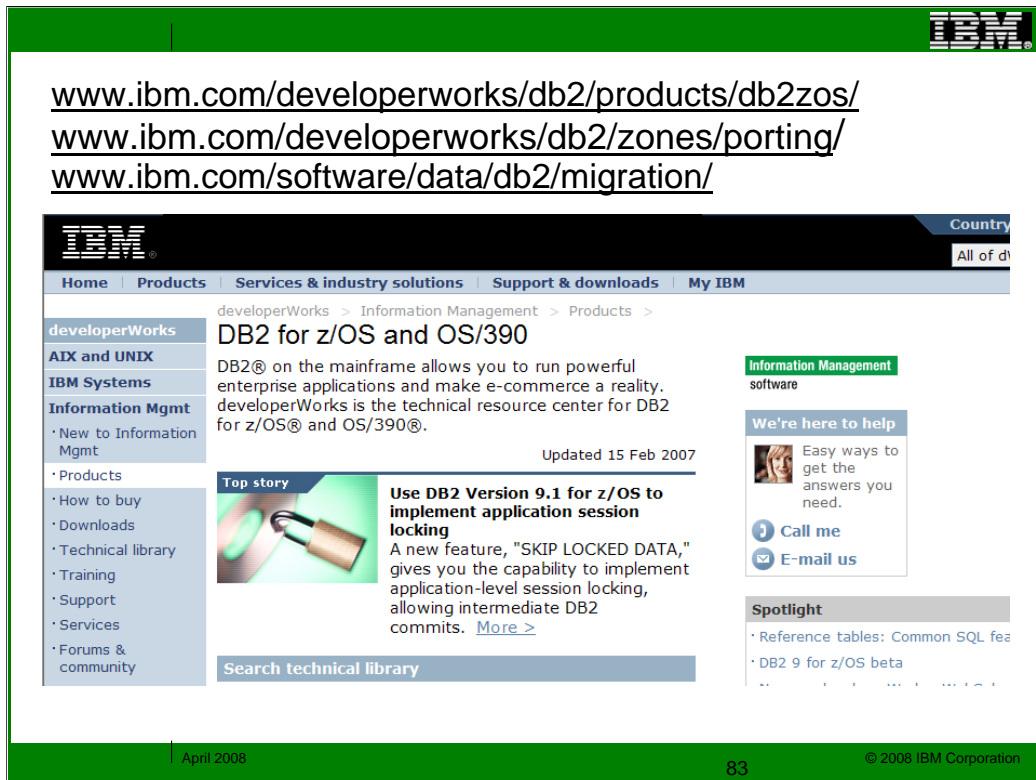 IBM®
www.ibm.com/developerworks/db2/products/db2zos/
www.ibm.com/developerworks/db2/zones/porting/
www.ibm.com/software/data/db2/migration/
IBM®
Country
All of
Home Products Services & industry solutions Support & downloads My IBM
developerWorks > Information Management > Products >
DB2 for z/OS and OS/390
DB2® on the mainframe allows you to run powerful
enterprise applications and make e-commerce a reality.
developerWorks is the technical resource center for DB2
for z/OS® and OS/390®.
Updated 15 Feb 2007
developerWorks
AIX and UNIX
IBM Systems
Information Mgmt
· New to Information
Mgmt
· Products
· How to buy
· Downloads
· Technical library
· Training
· Support
· Services
· Forums &
community
Top story
Use DB2 Version 9.1 for z/OS to
implement application session
locking
A new feature, "SKIP LOCKED DATA,"
gives you the capability to implement
application-level session locking,
allowing intermediate DB2
commits. More >
Search technical library
Information Management
software
We're here to help
Easy ways to
get the
answers you
need.
Call me
E-mail us
Spotlight
· Reference tables: Common SQL fea
· DB2 9 for z/OS beta
April 2008
83
© 2008 IBM Corporation